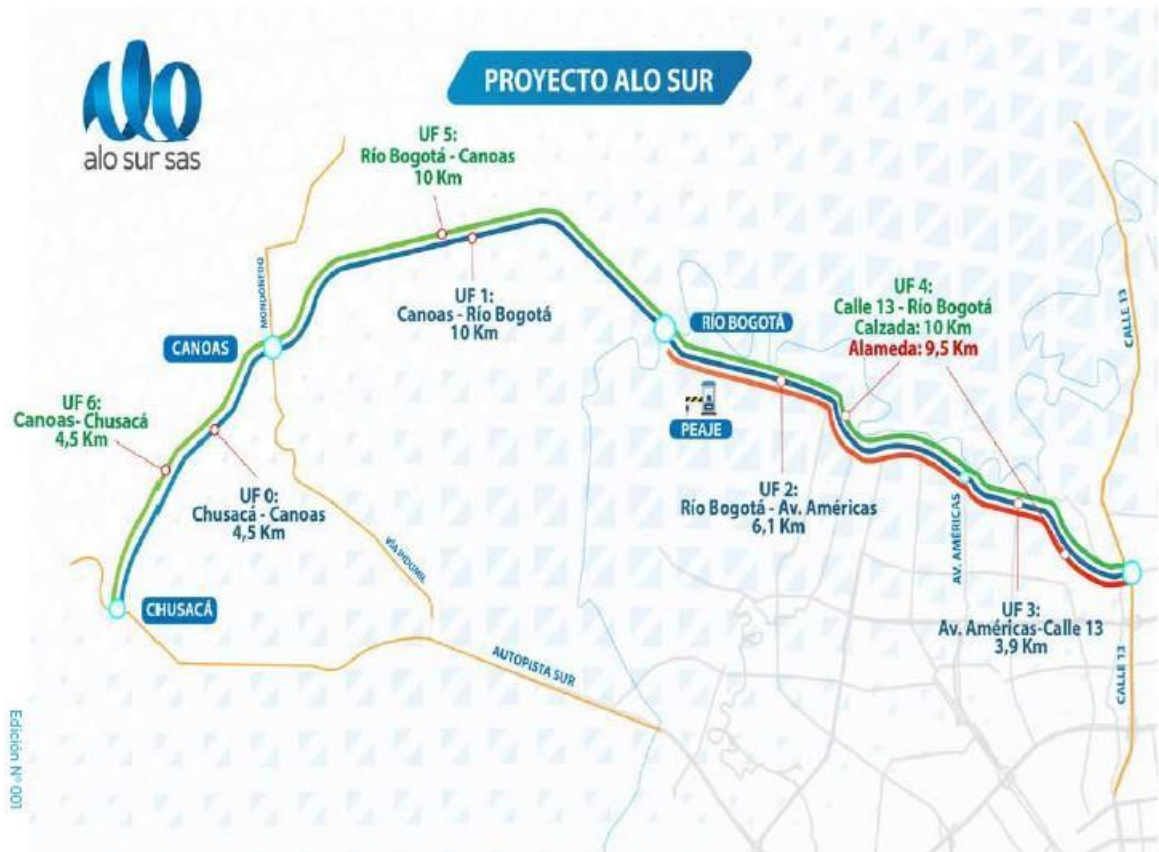 alo
alo sur sas
PROYECTO ALO SUR
UF 5:
Río Bogotá - Canoas
10 Km
MONDOÑEDO
UF 1:
Canoas - Río Bogotá
10 Km
CANOAS
RÍO BOGOTÁ
UF 4:
Calle 13 - Río Bogotá
Calzada: 10 Km
Alameda: 9,5 Km
CALLE 13
UF 6:
Canoas- Chusacá
4,5 Km
PEAJE
UF 0:
Chusacá - Canoas
4,5 Km
UF 2:
Río Bogotá - Av. Américas
6,1 Km
AV. AMÉRICAS
VÍA INDUMIL
CHUSACÁ
UF 3:
Av. Américas-Calle 13
3,9 Km
AUTOPISTA SUR
CALLE 13
Edición N° 001